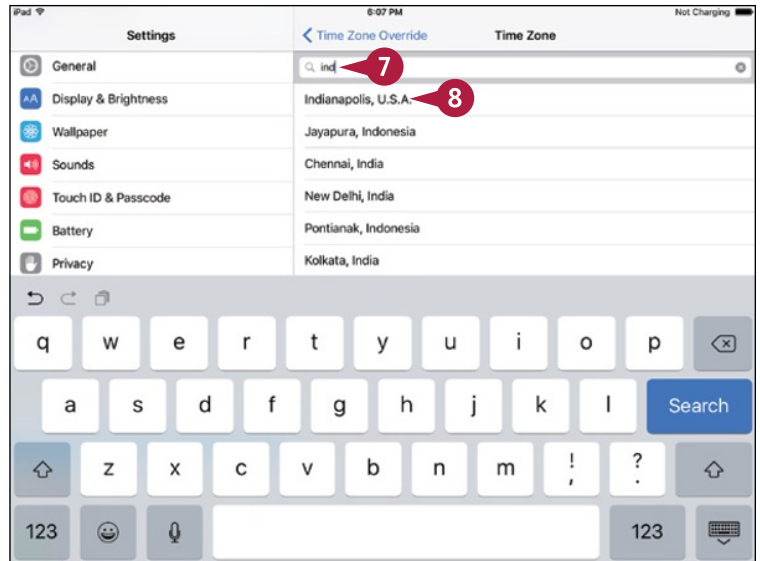 iPad 6:07 PM Not Charging
Settings
Time Zone Override Time Zone
General
ind 7
Display & Brightness
Indianapolis, U.S.A. 8
Wallpaper
Jayapura, Indonesia
Sounds
Chennai, India
Touch ID & Passcode
New Delhi, India
Battery
Pontianak, Indonesia
Privacy
Kolkata, India
q w e r t y u i o p
a s d f g h j k l Search
z x c v b n m ! , ? .
123 123